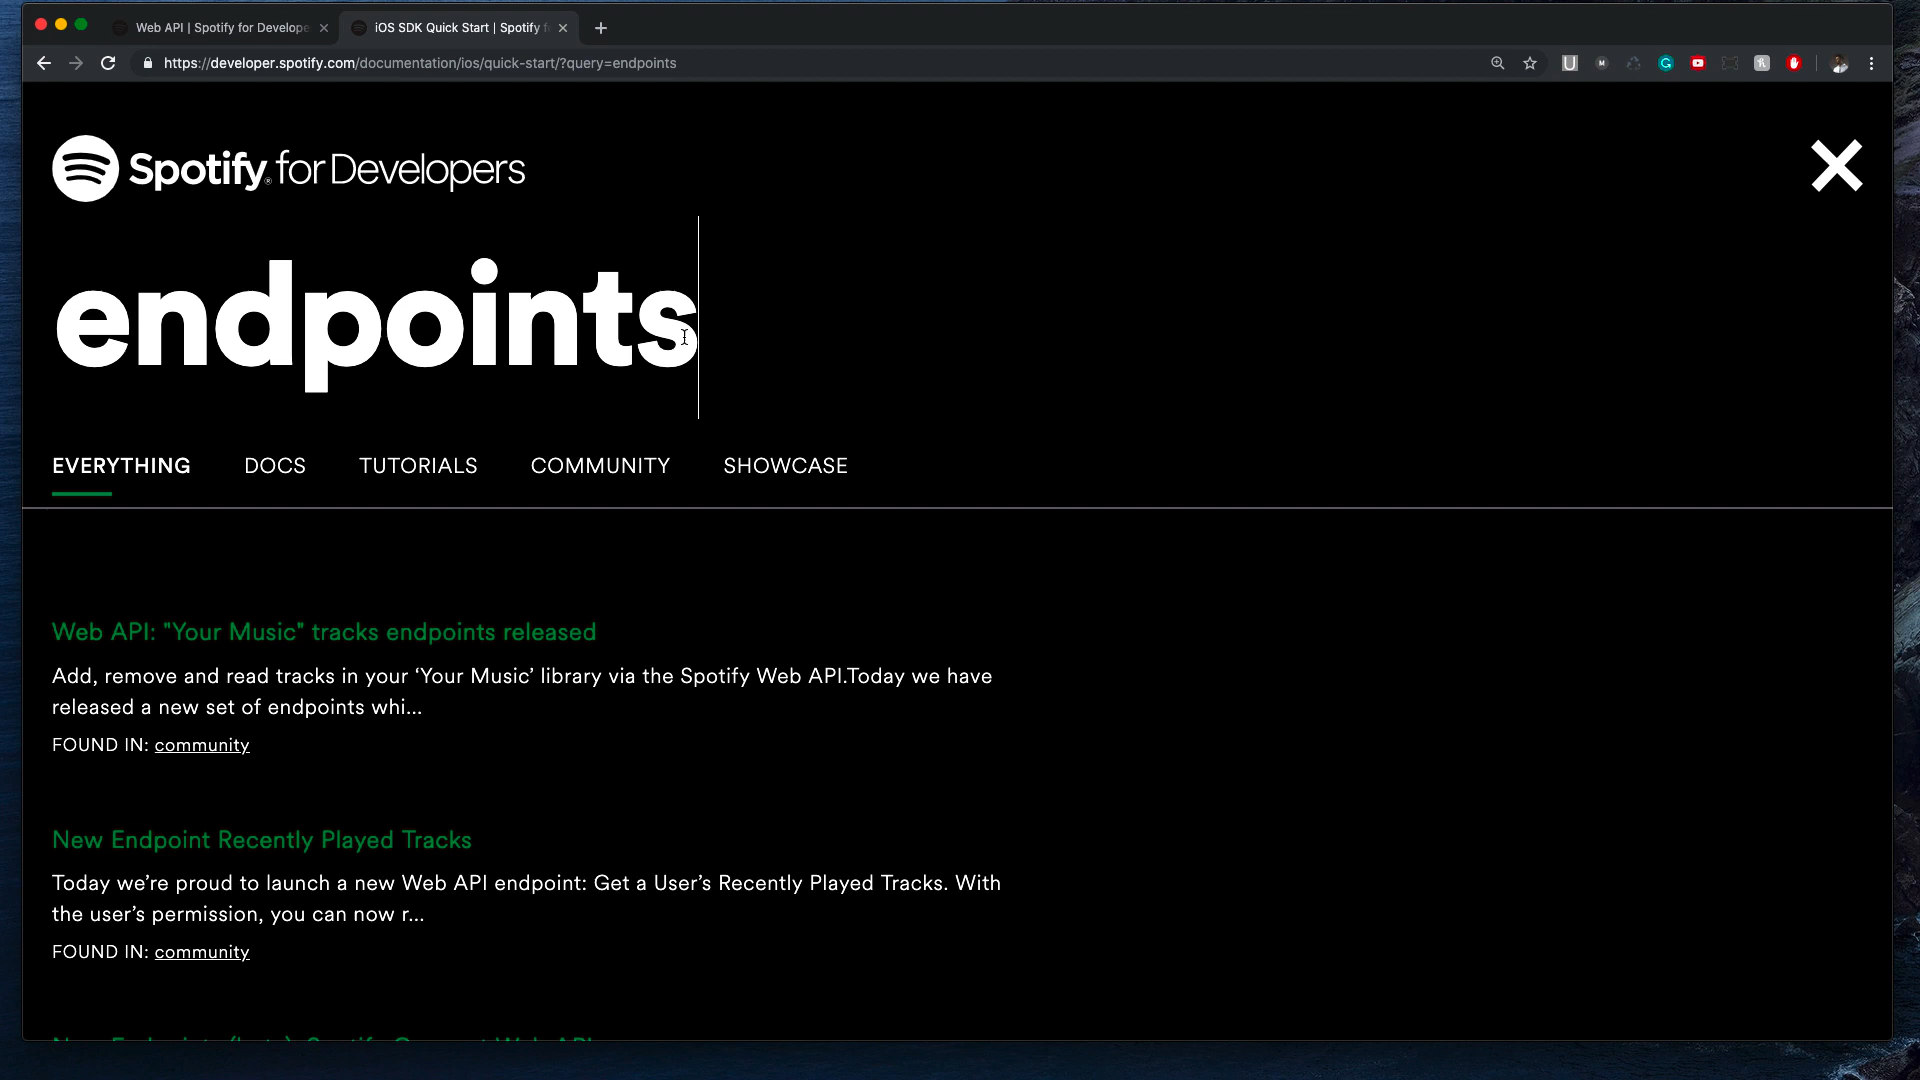 Web API | Spotify for Develope
iOS SDK Quick Start | Spotify f
https://developer.spotify.com/documentation/ios/quick-start/?query=endpoints
Spotify® for Developers
endpoints
EVERYTHING DOCS TUTORIALS COMMUNITY SHOWCASE
Web API: "Your Music" tracks endpoints released
Add, remove and read tracks in your ‘Your Music’ library via the Spotify Web API.Today we have
released a new set of endpoints whi...
FOUND IN: community
New Endpoint Recently Played Tracks
Today we’re proud to launch a new Web API endpoint: Get a User’s Recently Played Tracks. With
the user’s permission, you can now r...
FOUND IN: community